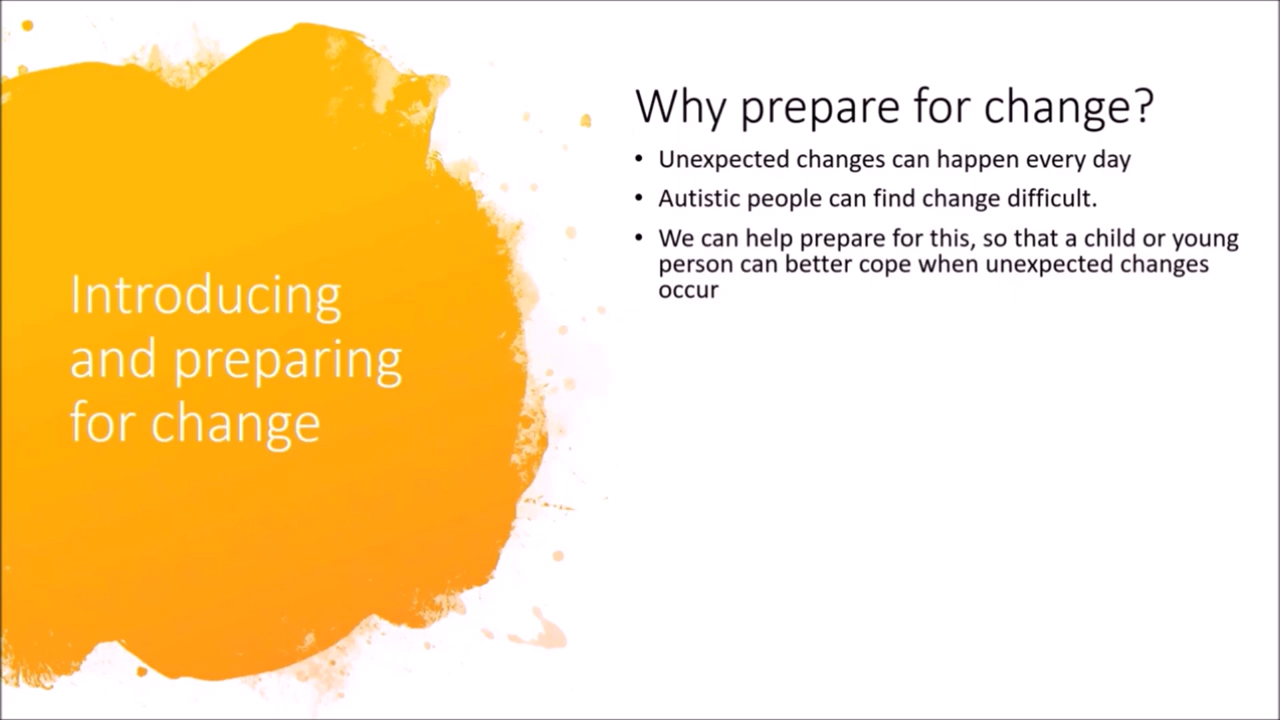 Introducing
and preparing
for change
Why prepare for change?
• Unexpected changes can happen every day
• Autistic people can find change difficult.
• We can help prepare for this, so that a child or young
person can better cope when unexpected changes
occur